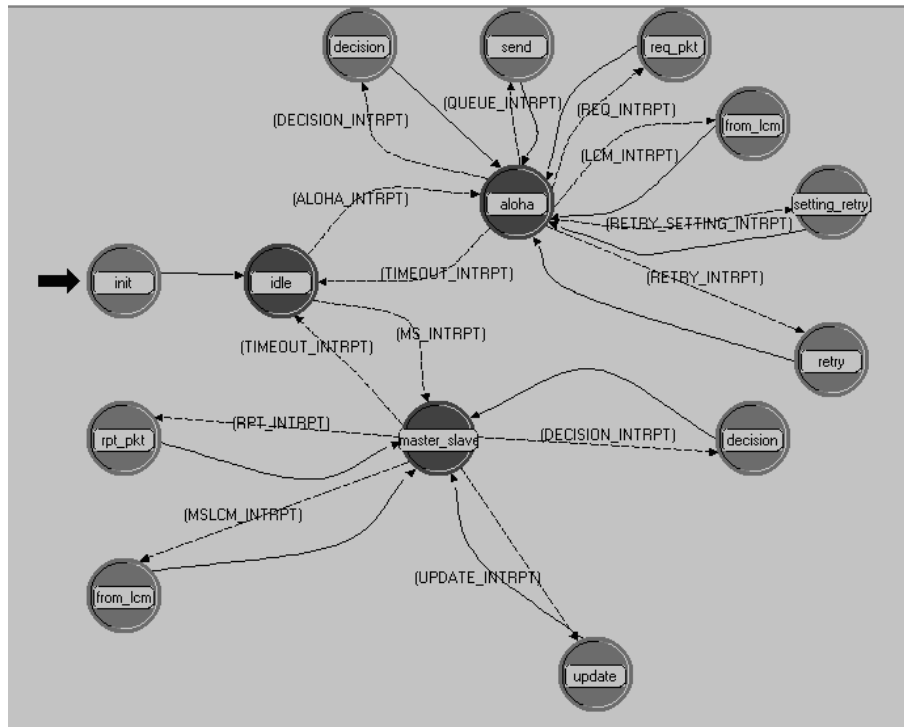 decision
send
req_pkt
(QUEUE_INTRPT)
(DECISION_INTRPT)
(REQ_INTRPT)
from_lcm
(LCM_INTRPT)
(ALOHA_INTRPT)
aloha
setting_retry
(RETRY_SETTING_INTRPT)
(TIMEOUT_INTRPT)
(RETRY_INTRPT)
init
idle
(MS_INTRPT)
(TIMEOUT_INTRPT)
retry
(RPT_INTRPT)
rpt_pkt
master_slave
(DECISION_INTRPT)
decision
(MSLCM_INTRPT)
(UPDATE_INTRPT)
from_lcm
update